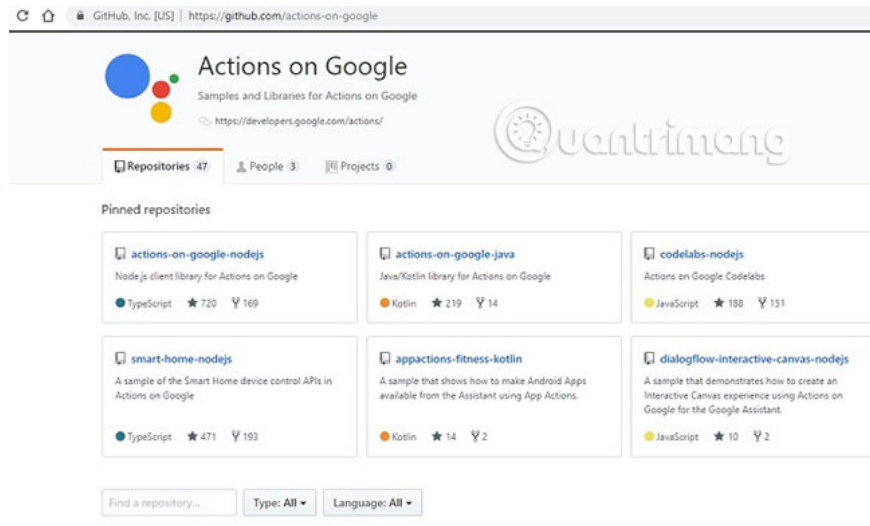 GitHub, Inc. [US] | https://github.com/actions-on-google
Actions on Google
Samples and Libraries for Actions on Google
https://developers.google.com/actions/
Quantrimang
Repositories 47 People 3 Projects 0
Pinned repositories
actions-on-google-nodejs
Node.js client library for Actions on Google
TypeScript 720 169
actions-on-google-java
Java/Kotlin library for Actions on Google
Kotlin 219 14
codelabs-nodejs
Actions on Google Codelabs
JavaScript 188 151
smart-home-nodejs
A sample of the Smart Home device control APIs in
Actions on Google
TypeScript 471 193
appactions-fitness-kotlin
A sample that shows how to make Android Apps
available from the Assistant using App Actions.
Kotlin 14 2
dialogflow-interactive-canvas-nodejs
A sample that demonstrates how to create an
Interactive Canvas experience using Actions on
Google for the Google Assistant.
JavaScript 10 2
Find a repository... Type: All Language: All